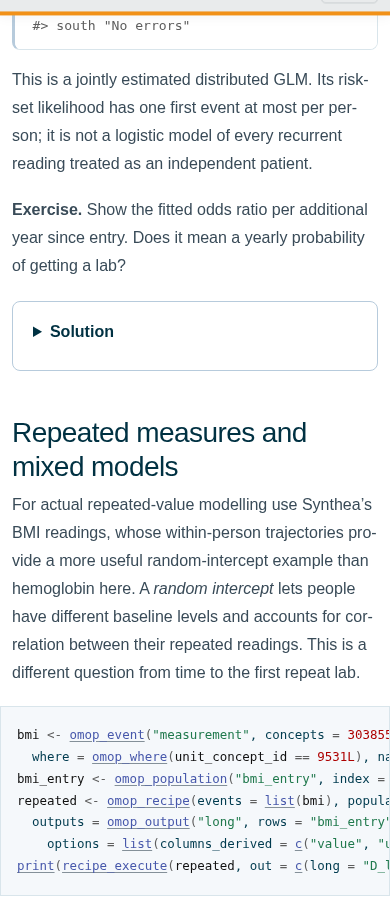 #> south "No errors"
This is a jointly estimated distributed GLM. Its risk-
set likelihood has one first event at most per per-
son; it is not a logistic model of every recurrent
reading treated as an independent patient.
Exercise. Show the fitted odds ratio per additional
year since entry. Does it mean a yearly probability
of getting a lab?
Solution
Repeated measures and
mixed models
For actual repeated-value modelling use Synthea’s
BMI readings, whose within-person trajectories pro-
vide a more useful random-intercept example than
hemoglobin here. A random intercept lets people
have different baseline levels and accounts for cor-
relation between their repeated readings. This is a
different question from time to the first repeat lab.
bmi <- omop_event("measurement", concepts = 303855
where = omop_where(unit_concept_id == 9531L), na
bmi_entry <- omop_population("bmi_entry", index =
repeated <- omop_recipe(events = list(bmi), popula
outputs = omop_output("long", rows = "bmi_entry"
options = list(columns_derived = c("value", "u
print(recipe_execute(repeated, out = c(long = "D_l